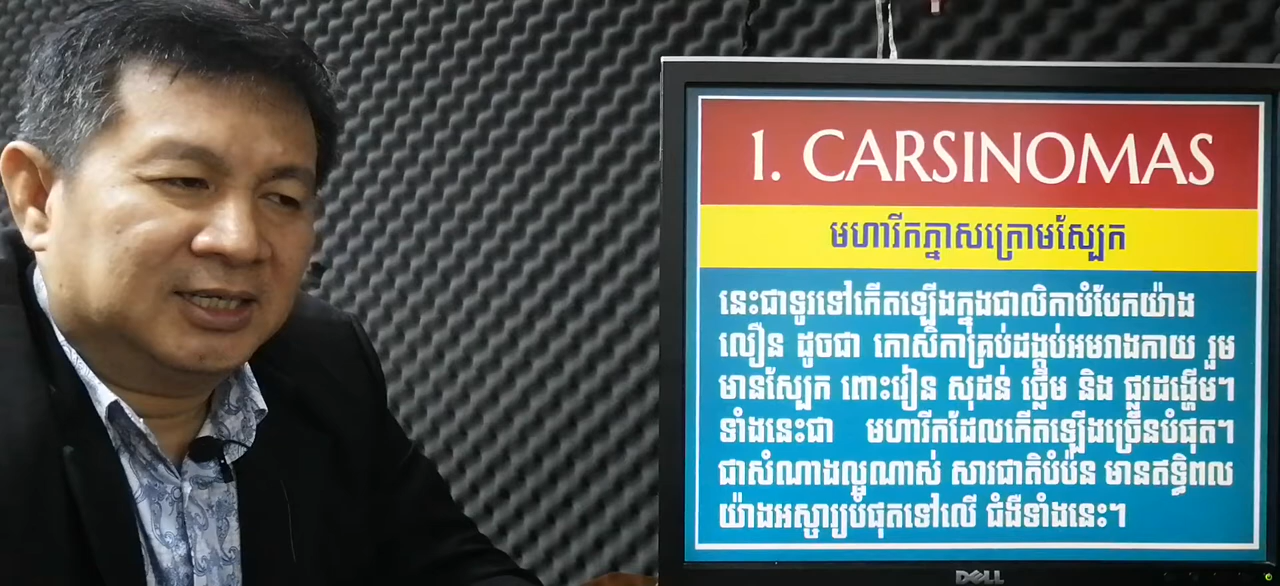 1. CARSINOMAS
មហារីកភ្នាសក្រោមស្បែក
នេះជាទូរទៅកើតឡើងក្នុងជាលិកាបំបែកយ៉ាង
លឿន ដូចជា កោសិកាគ្រប់ដង្គប់អមរាងកាយ រួម
មានស្បែក ពោះវៀន សុដន់ ថ្លើម និង ផ្លូវដង្ហើម។
ទាំងនេះជា មហារីកដែលកើតឡើងច្រើនបំផុត។
ជាសំណាងល្អណាស់ សារជាតិបំប៉ន មានឥទ្ធិពល
យ៉ាងអស្ចារ្យបំផុតទៅលើ ជំងឺទាំងនេះ។
DELL